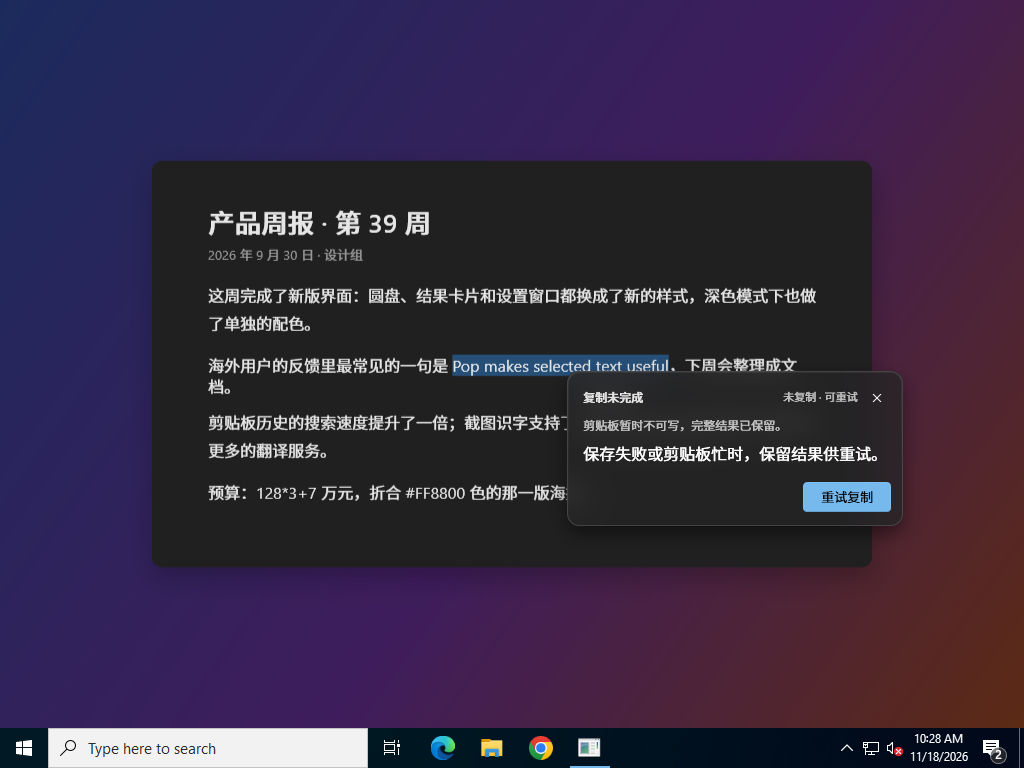 产品周报 · 第 39 周
2026 年 9 月 30 日 · 设计组
这周完成了新版界面：圆盘、结果卡片和设置窗口都换成了新的样式，深色模式下也做
了单独的配色。
海外用户的反馈里最常见的一句是 Pop makes selected text useful，下周会整理成文
档。
剪贴板历史的搜索速度提升了一倍；截图识字支持了
更多的翻译服务。
预算：128*3+7 万元，折合 #FF8800 色的那一版海
复制未完成
未复制 · 可重试
剪贴板暂时不可写，完整结果已保留。
保存失败或剪贴板忙时，保留结果供重试。
重试复制
Type here to search
10:28 AM
11/18/2026
2